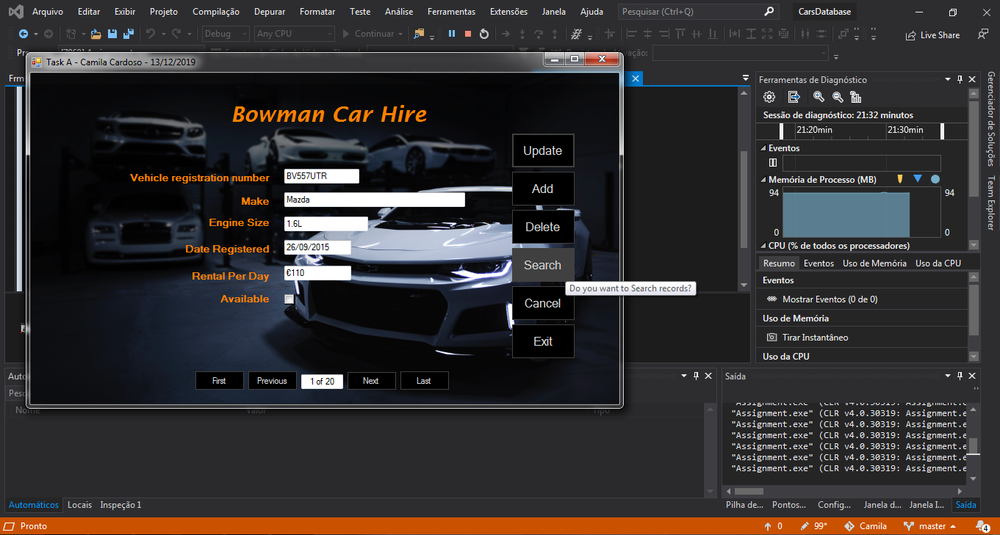 Arquivo Editar Exibir Projeto Compilação Depurar Formatar Teste Análise Ferramentas Extensões Janela Ajuda Pesquisar (Ctrl+Q) CarsDatabase
Debug Any CPU Continuar Live Share
Task A - Camila Cardoso - 13/12/2019
Frm
Bowman Car Hire
Vehicle registration number BV557UTR
Make Mazda
Engine Size 1.6L
Date Registered 26/09/2015
Rental Per Day €110
Available
Update
Add
Delete
Search
Do you want to Search records?
Cancel
Exit
First Previous 1 of 20 Next Last
Ferramentas de Diagnóstico
Sessão de diagnóstico: 21:32 minutos
21:20min 21:30min
Eventos
Memória de Processo (MB)
94 94
0 0
CPU (% de todos os processadores)
Resumo Eventos Uso de Memória Uso da CPU
Eventos
Mostrar Eventos (0 de 0)
Uso de Memória
Tirar Instantâneo
Uso da CPU
Gerenciador de Soluções
Team Explorer
Nome Valor Tipo
Automáticos Locais Inspeção 1
Saída
"Assignment.exe" (CLR v4.0.30319: Assignment.e
"Assignment.exe" (CLR v4.0.30319: Assignment.e
"Assignment.exe" (CLR v4.0.30319: Assignment.e
"Assignment.exe" (CLR v4.0.30319: Assignment.e
"Assignment.exe" (CLR v4.0.30319: Assignment.e
"Assignment.exe" (CLR v4.0.30319: Assignment.e
"Assignment.exe" (CLR v4.0.30319: Assignment.e
Pilha de... Pontos... Config... Janela d... Janela I... Saída
Pronto 0 99* Camila master 4